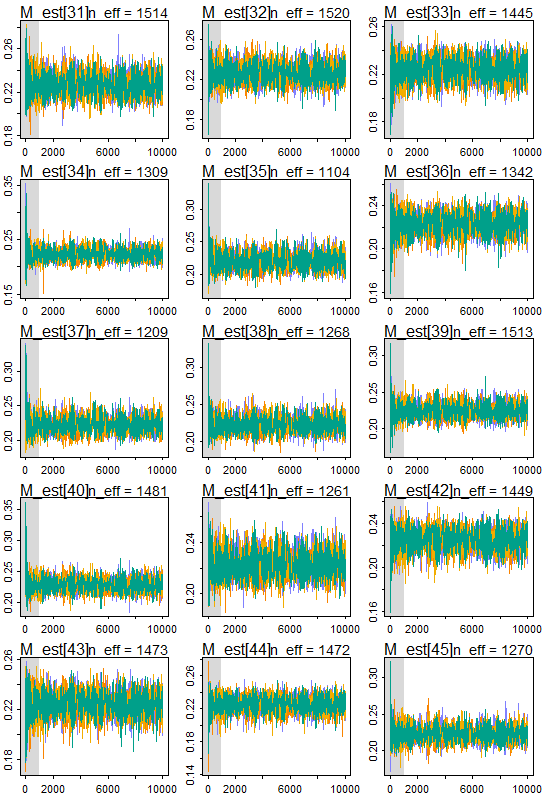 M_est[31]n_eff = 1514 M_est[32]n_eff = 1520 M_est[33]n_eff = 1445
0.26 0.22 0.18 0.26 0.22 0.18 0.26 0.22 0.18
0 2000 6000 10000 0 2000 6000 10000 0 2000 6000 10000
M_est[34]n_eff = 1309 M_est[35]n_eff = 1104 M_est[36]n_eff = 1342
0.35 0.25 0.15 0.30 0.25 0.20 0.24 0.20 0.16
0 2000 6000 10000 0 2000 6000 10000 0 2000 6000 10000
M_est[37]n_eff = 1209 M_est[38]n_eff = 1268 M_est[39]n_eff = 1513
0.30 0.25 0.20 0.30 0.25 0.20 0.30 0.25 0.20
0 2000 6000 10000 0 2000 6000 10000 0 2000 6000 10000
M_est[40]n_eff = 1481 M_est[41]n_eff = 1261 M_est[42]n_eff = 1449
0.35 0.30 0.25 0.20 0.24 0.20 0.24 0.20 0.16
0 2000 6000 10000 0 2000 6000 10000 0 2000 6000 10000
M_est[43]n_eff = 1473 M_est[44]n_eff = 1472 M_est[45]n_eff = 1270
0.26 0.22 0.18 0.26 0.22 0.18 0.14 0.30 0.25 0.20
0 2000 6000 10000 0 2000 6000 10000 0 2000 6000 10000